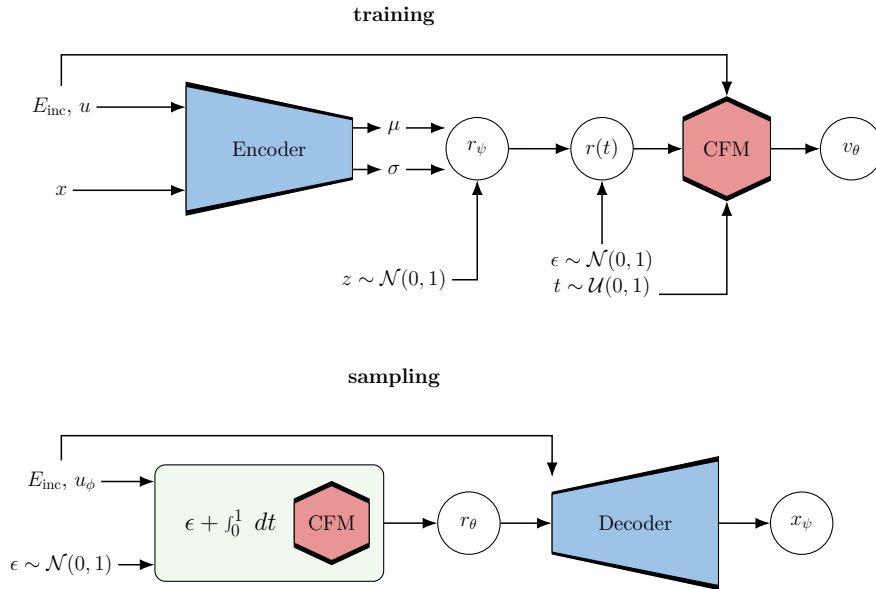 training
E_inc, u
x
Encoder
μ
σ
r_ψ
r(t)
CFM
v_θ
z ∼ 𝒩(0, 1)
ϵ ∼ 𝒩(0, 1)
t ∼ 𝒰(0, 1)
sampling
E_inc, u_ϕ
ϵ ∼ 𝒩(0, 1)
ϵ + ∫_0^1 dt
CFM
r_θ
Decoder
x_ψ